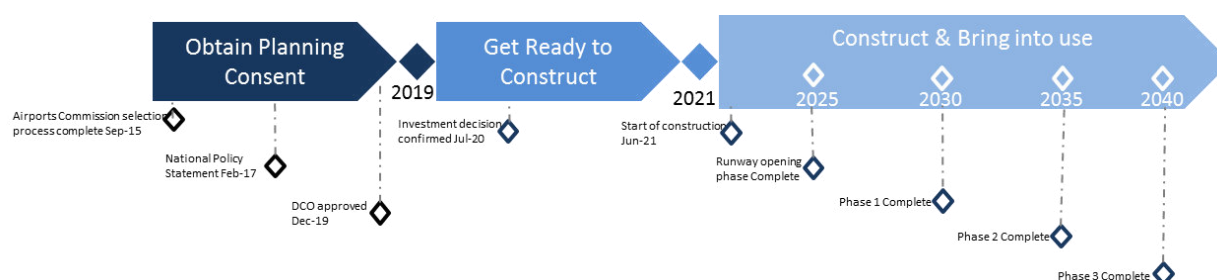 Obtain Planning
Consent
2019
Get Ready to
Construct
2021
Construct & Bring into use
2025
2030
2035
2040
Airports Commission selection
process complete Sep-15
National Policy
Statement Feb-17
DCO approved
Dec-19
Investment decision
confirmed Jul-20
Start of construction
Jun-21
Runway opening
phase Complete
Phase 1 Complete
Phase 2 Complete
Phase 3 Complete